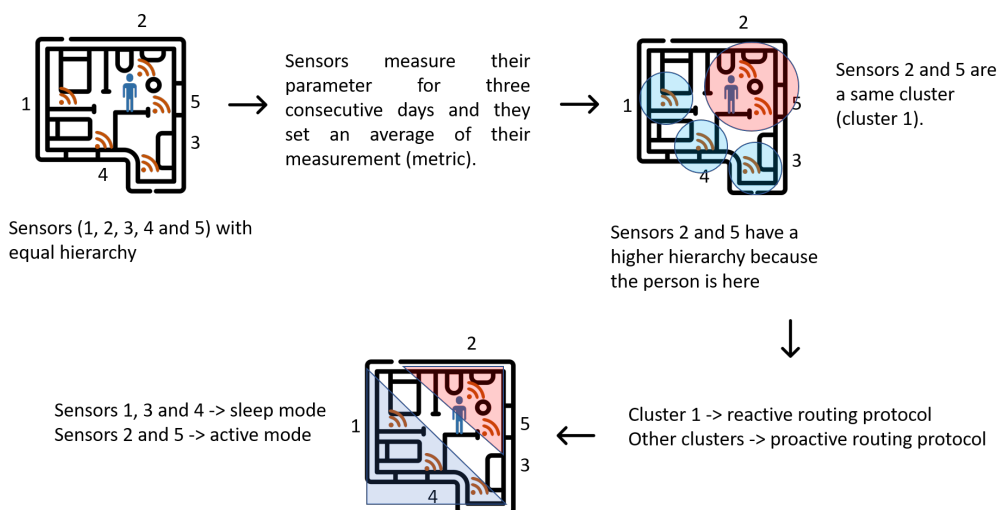 2
1
5
3
4
Sensors (1, 2, 3, 4 and 5) with
equal hierarchy
Sensors measure their
parameter for three
consecutive days and they
set an average of their
measurement (metric).
2
1
5
3
4
Sensors 2 and 5 are
a same cluster
(cluster 1).
Sensors 2 and 5 have a
higher hierarchy because
the person is here
Cluster 1 -> reactive routing protocol
Other clusters -> proactive routing protocol
2
1
5
3
4
Sensors 1, 3 and 4 -> sleep mode
Sensors 2 and 5 -> active mode